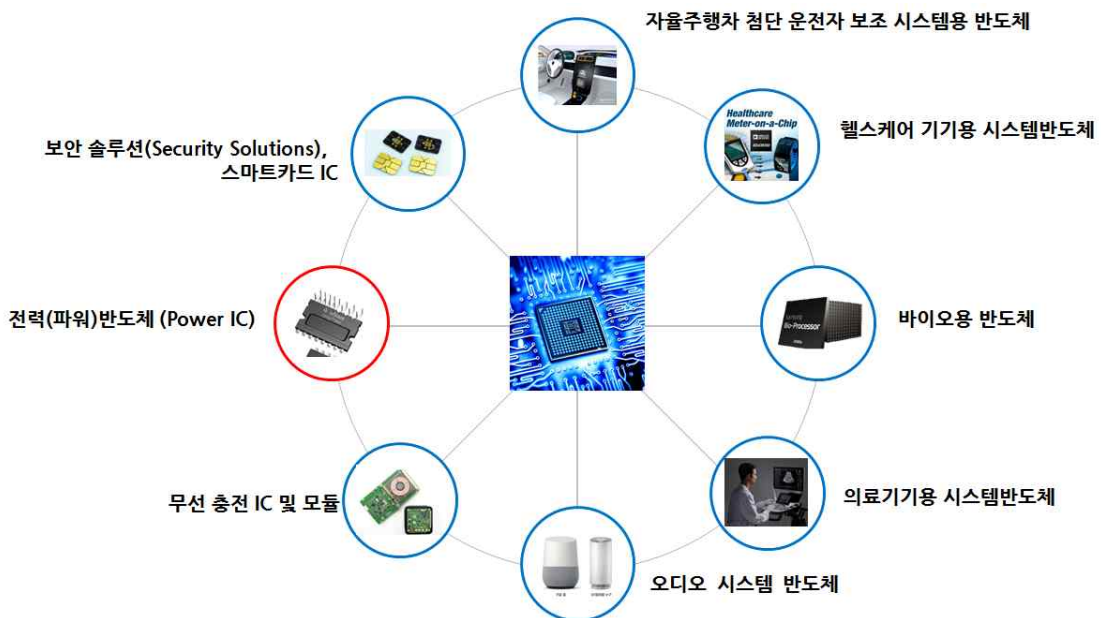 자율주행차 첨단 운전자 보조 시스템용 반도체
Healthcare
Meter-on-a-Chip
헬스케어 기기용 시스템반도체
보안 솔루션(Security Solutions),
스마트카드 IC
전력(파워)반도체 (Power IC)
Bio-Processor
바이오용 반도체
무선 충전 IC 및 모듈
의료기기용 시스템반도체
오디오 시스템 반도체